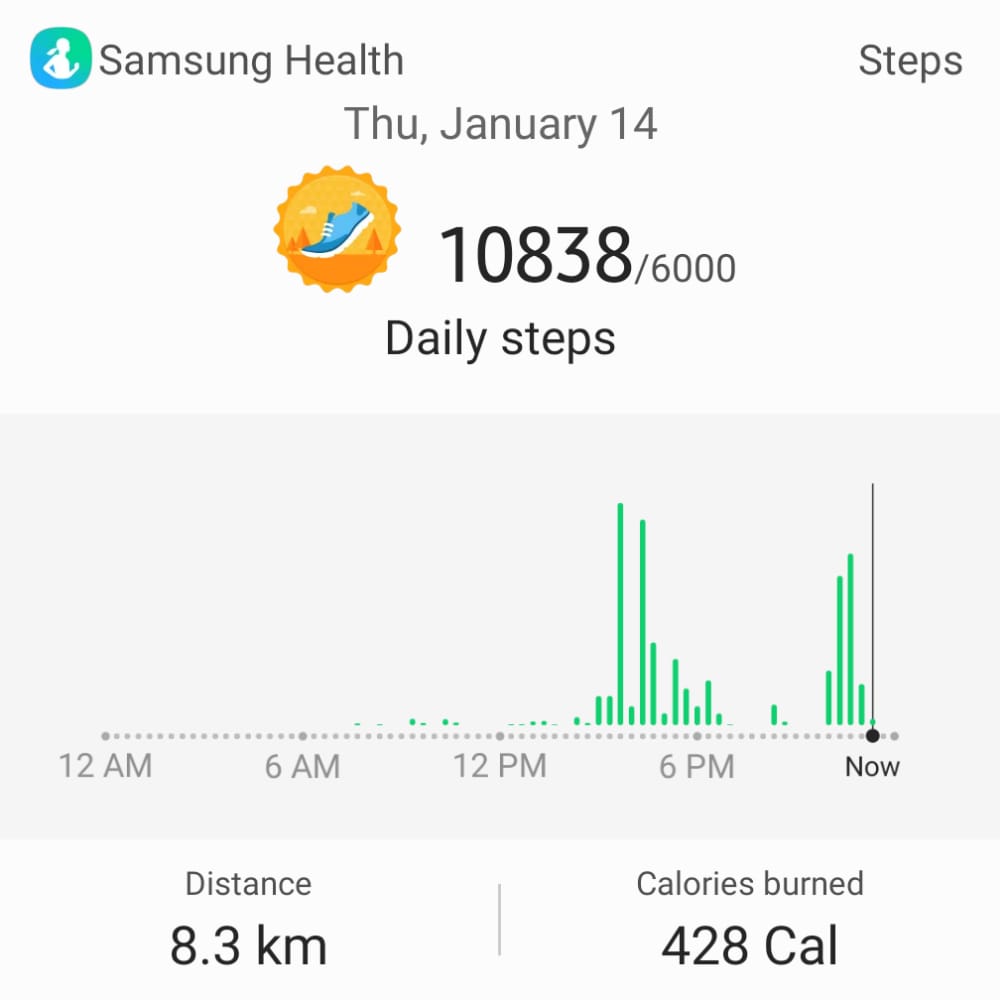 Samsung Health Steps
Thu, January 14
10838/6000
Daily steps
12 AM 6 AM 12 PM 6 PM Now
Distance Calories burned
8.3 km 428 Cal